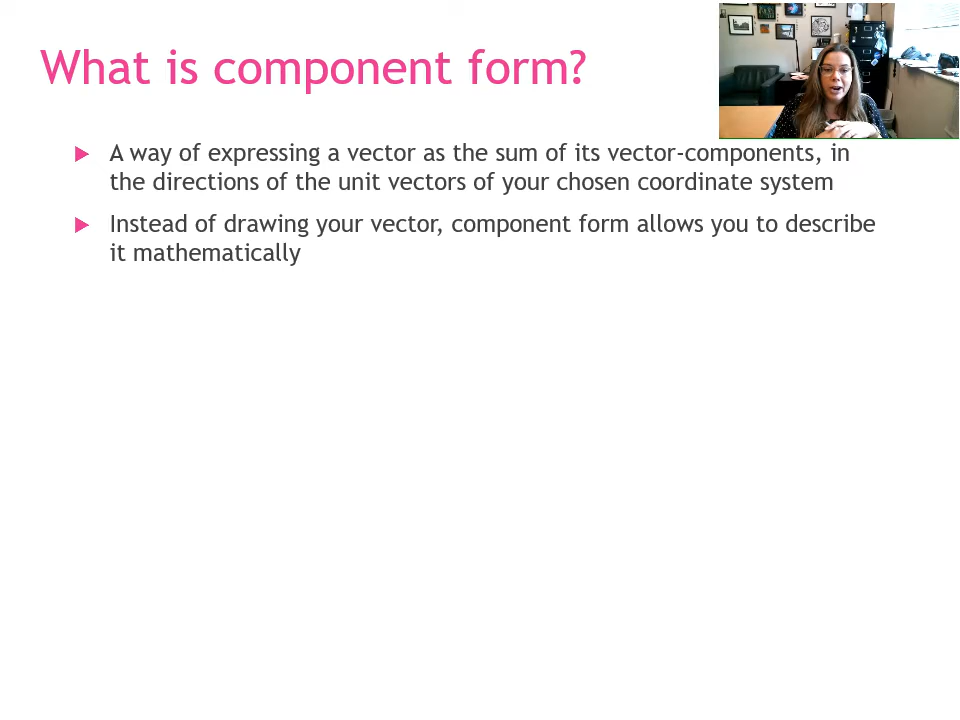 What is component form?
A way of expressing a vector as the sum of its vector-components, in
the directions of the unit vectors of your chosen coordinate system
Instead of drawing your vector, component form allows you to describe
it mathematically